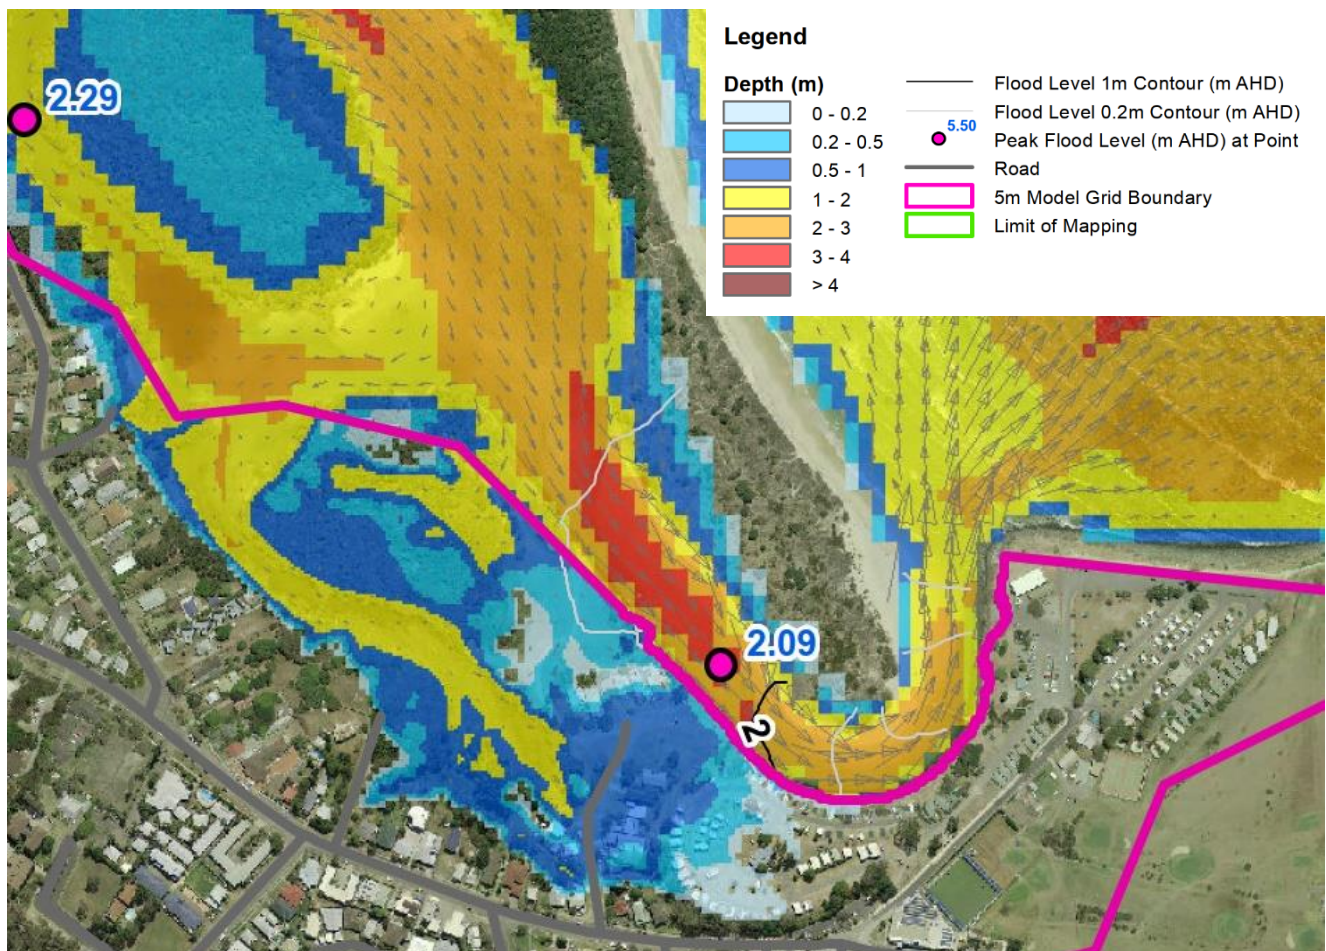 2.29
Legend
Depth (m)
0 - 0.2
0.2 - 0.5
0.5 - 1
1 - 2
2 - 3
3 - 4
> 4
Flood Level 1m Contour (m AHD)
Flood Level 0.2m Contour (m AHD)
5.50
Peak Flood Level (m AHD) at Point
Road
5m Model Grid Boundary
Limit of Mapping
2.09
2